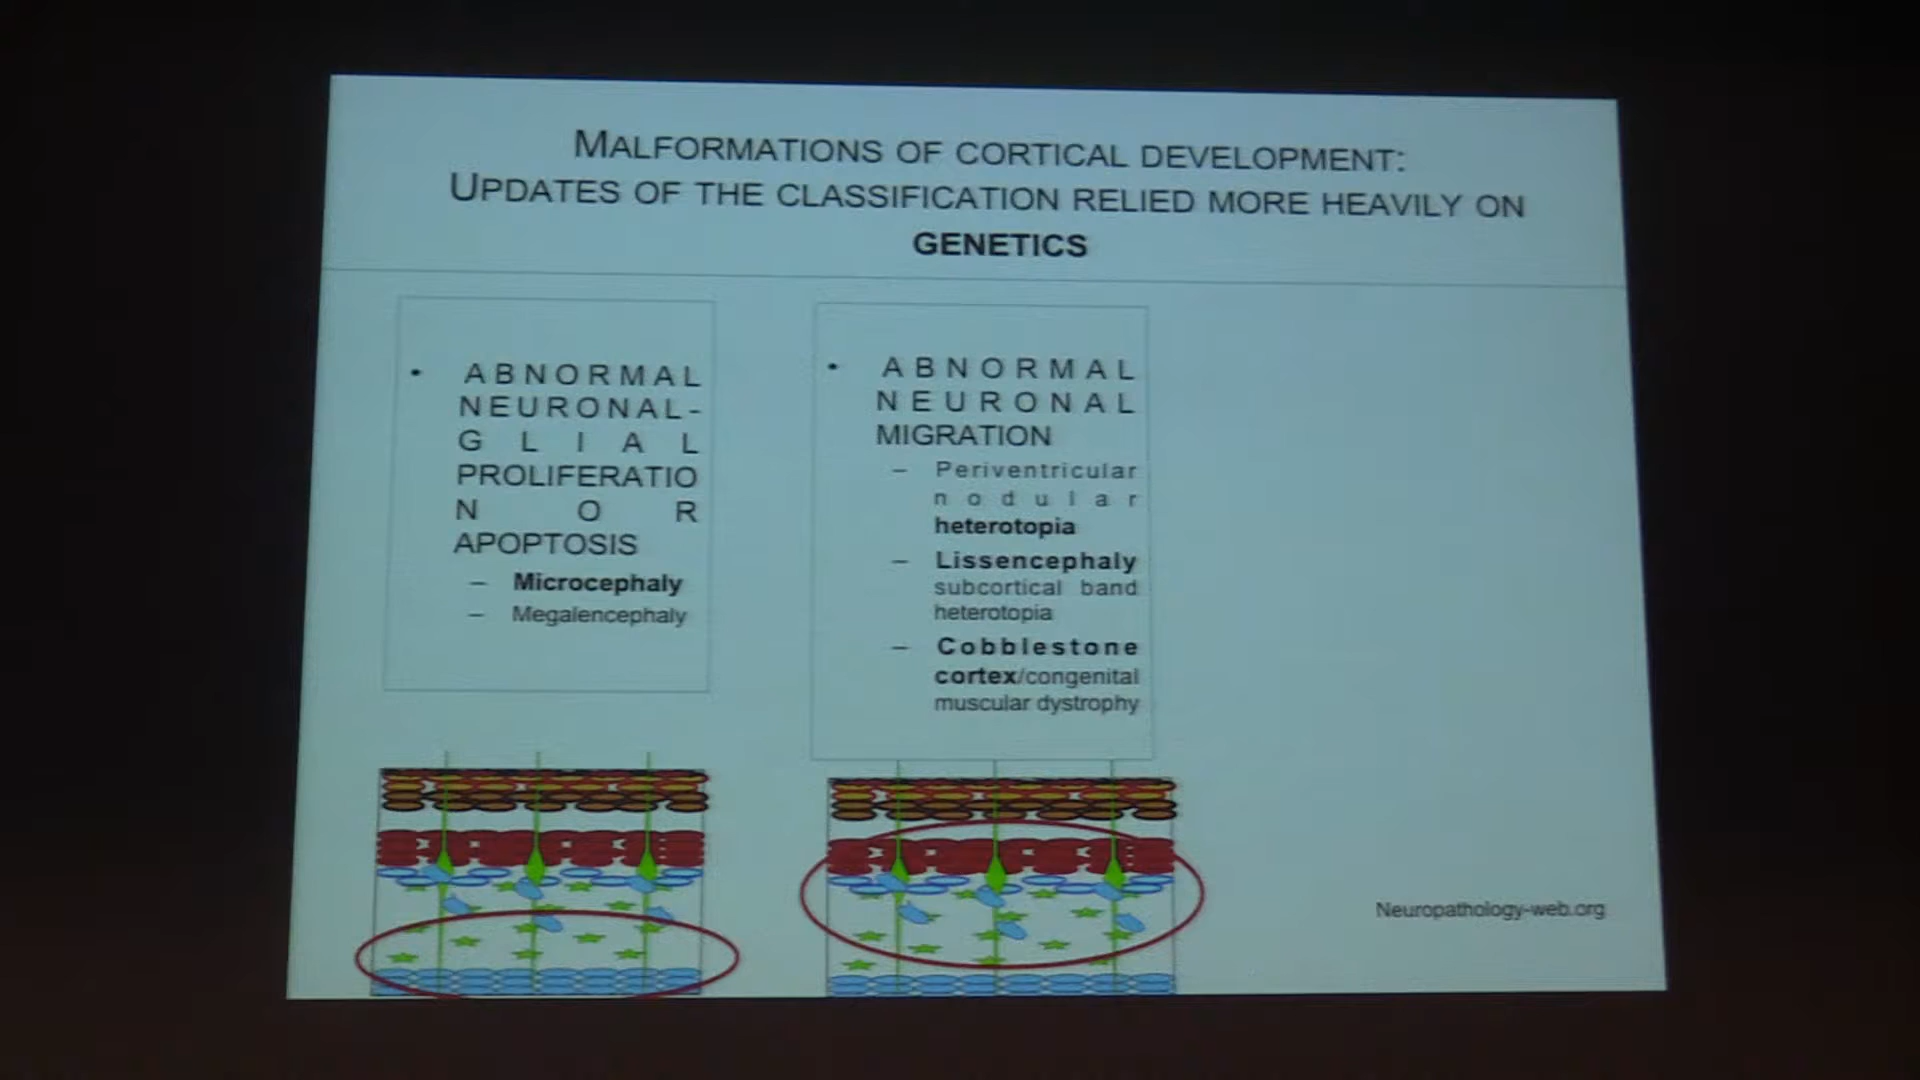 MALFORMATIONS OF CORTICAL DEVELOPMENT:
UPDATES OF THE CLASSIFICATION RELIED MORE HEAVILY ON
GENETICS
• ABNORMAL
NEURONAL-
GLIAL
PROLIFERATIO
N OR
APOPTOSIS
– Microcephaly
– Megalencephaly
• ABNORMAL
NEURONAL
MIGRATION
– Periventricular
nodular
heterotopia
– Lissencephaly
subcortical band
heterotopia
– Cobblestone
cortex/congenital
muscular dystrophy
Neuropathology-web.org